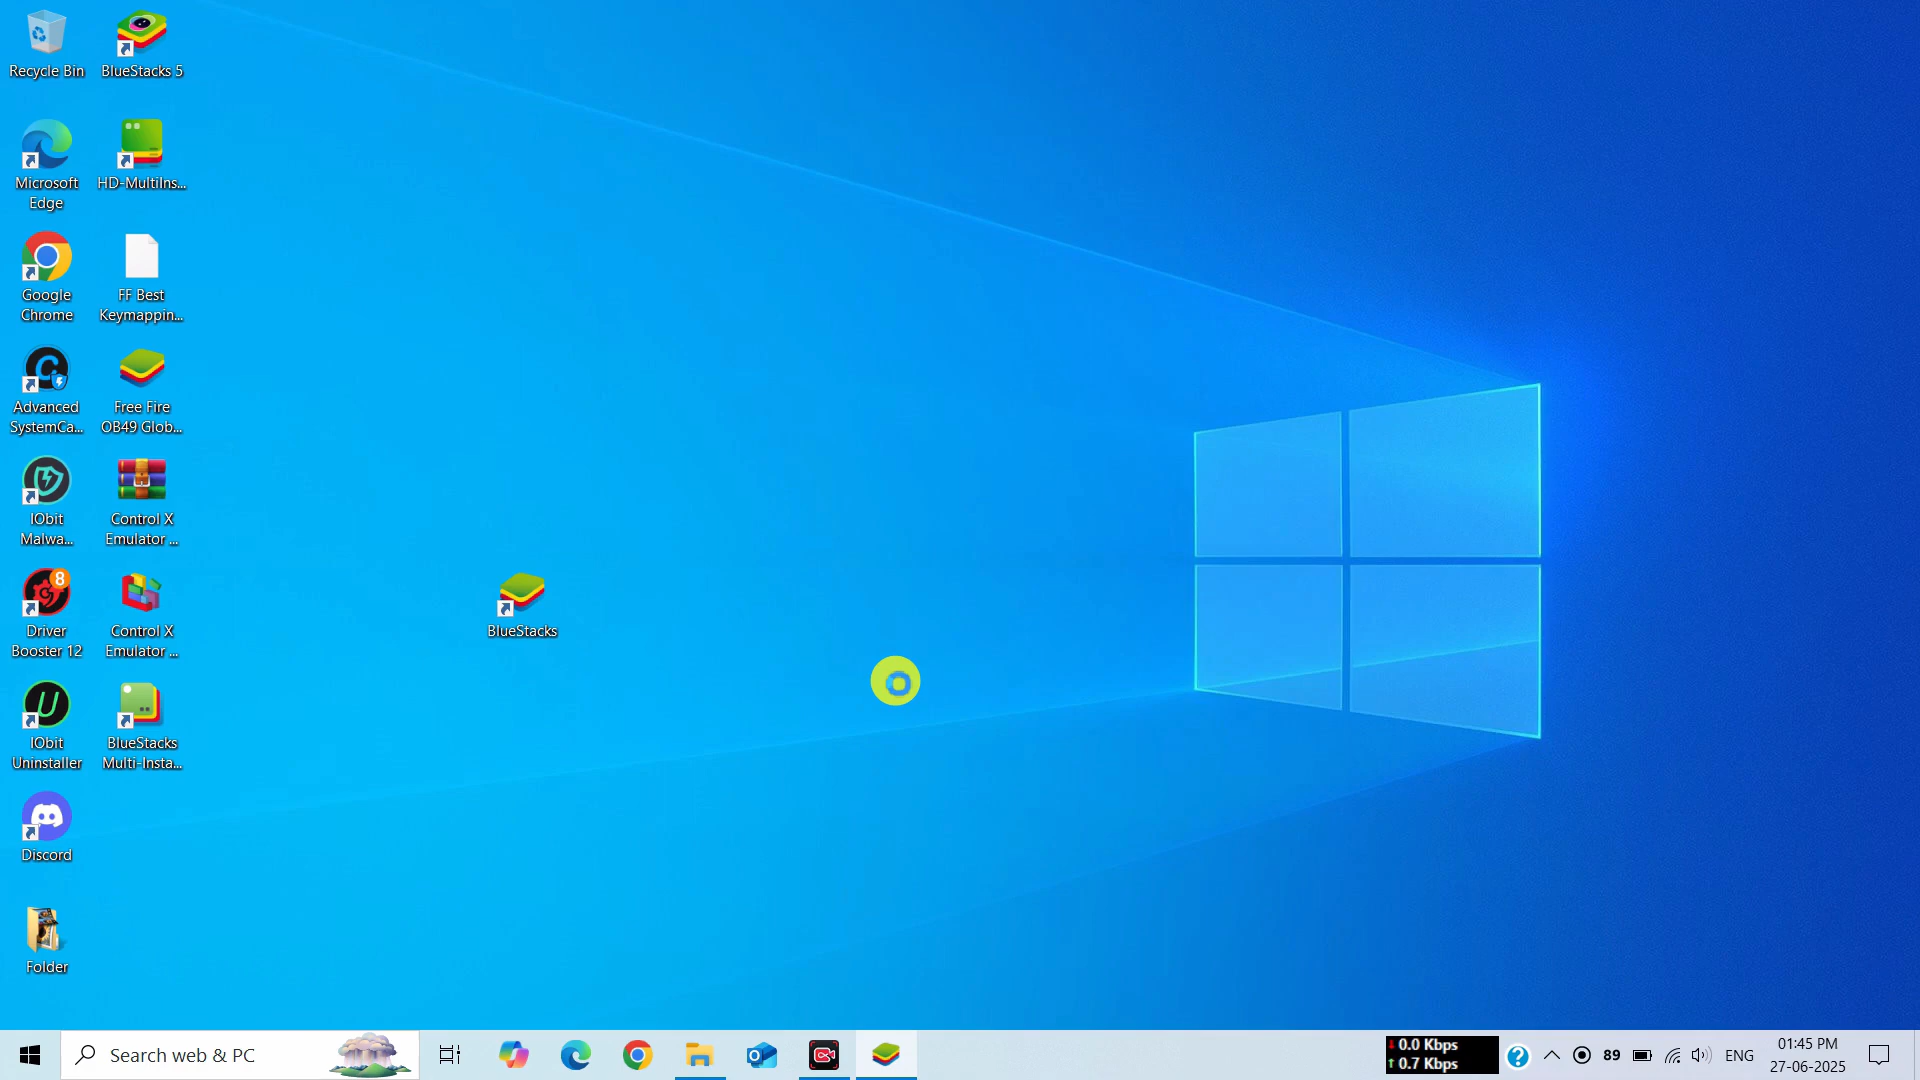 Recycle Bin
BlueStacks 5
Microsoft
Edge
HD-MultiIns...
Google
Chrome
FF Best
Keymappin...
Advanced
SystemCa...
Free Fire
OB49 Glob...
IObit
Malwa...
Control X
Emulator ...
8
Driver
Booster 12
Control X
Emulator ...
BlueStacks
IObit
Uninstaller
BlueStacks
Multi-Insta...
Discord
Folder
Search web & PC
0.0 Kbps
0.7 Kbps
89
ENG
01:45 PM
27-06-2025